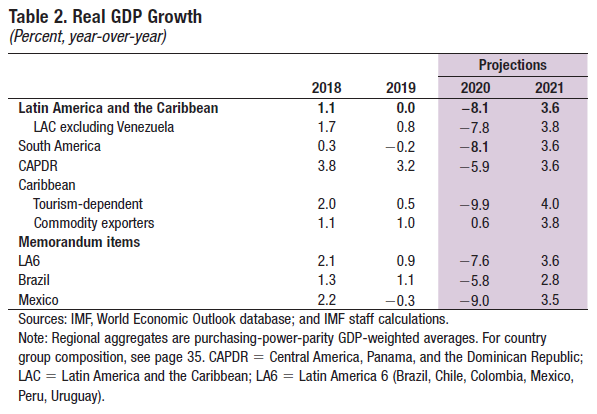 Table 2. Real GDP Growth
(Percent, year-over-year)
Projections
2018 2019 2020 2021
Latin America and the Caribbean 1.1 0.0 −8.1 3.6
LAC excluding Venezuela 1.7 0.8 −7.8 3.8
South America 0.3 −0.2 −8.1 3.6
CAPDR 3.8 3.2 −5.9 3.6
Caribbean
Tourism-dependent 2.0 0.5 −9.9 4.0
Commodity exporters 1.1 1.0 0.6 3.8
Memorandum items
LA6 2.1 0.9 −7.6 3.6
Brazil 1.3 1.1 −5.8 2.8
Mexico 2.2 −0.3 −9.0 3.5
Sources: IMF, World Economic Outlook database; and IMF staff calculations.
Note: Regional aggregates are purchasing-power-parity GDP-weighted averages. For country
group composition, see page 35. CAPDR = Central America, Panama, and the Dominican Republic;
LAC = Latin America and the Caribbean; LA6 = Latin America 6 (Brazil, Chile, Colombia, Mexico,
Peru, Uruguay).